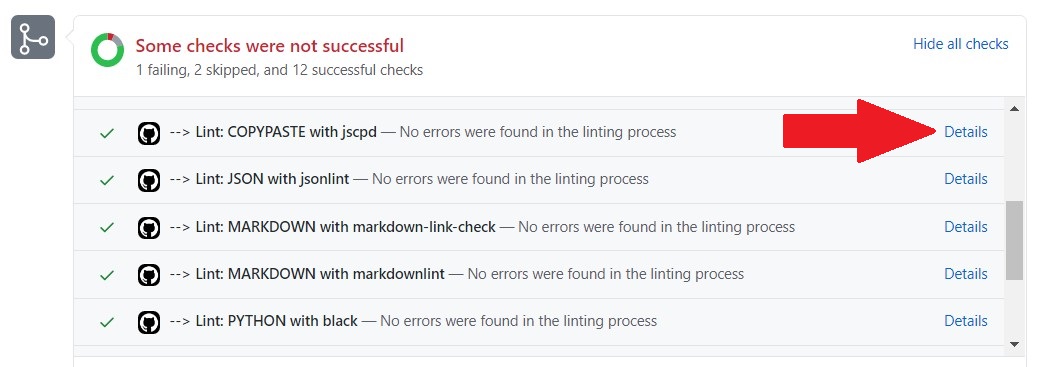 Some checks were not successful
Hide all checks
1 failing, 2 skipped, and 12 successful checks
--> Lint: COPYPASTE with jscpd — No errors were found in the linting process Details
--> Lint: JSON with jsonlint — No errors were found in the linting process Details
--> Lint: MARKDOWN with markdown-link-check — No errors were found in the linting process Details
--> Lint: MARKDOWN with markdownlint — No errors were found in the linting process Details
--> Lint: PYTHON with black — No errors were found in the linting process Details